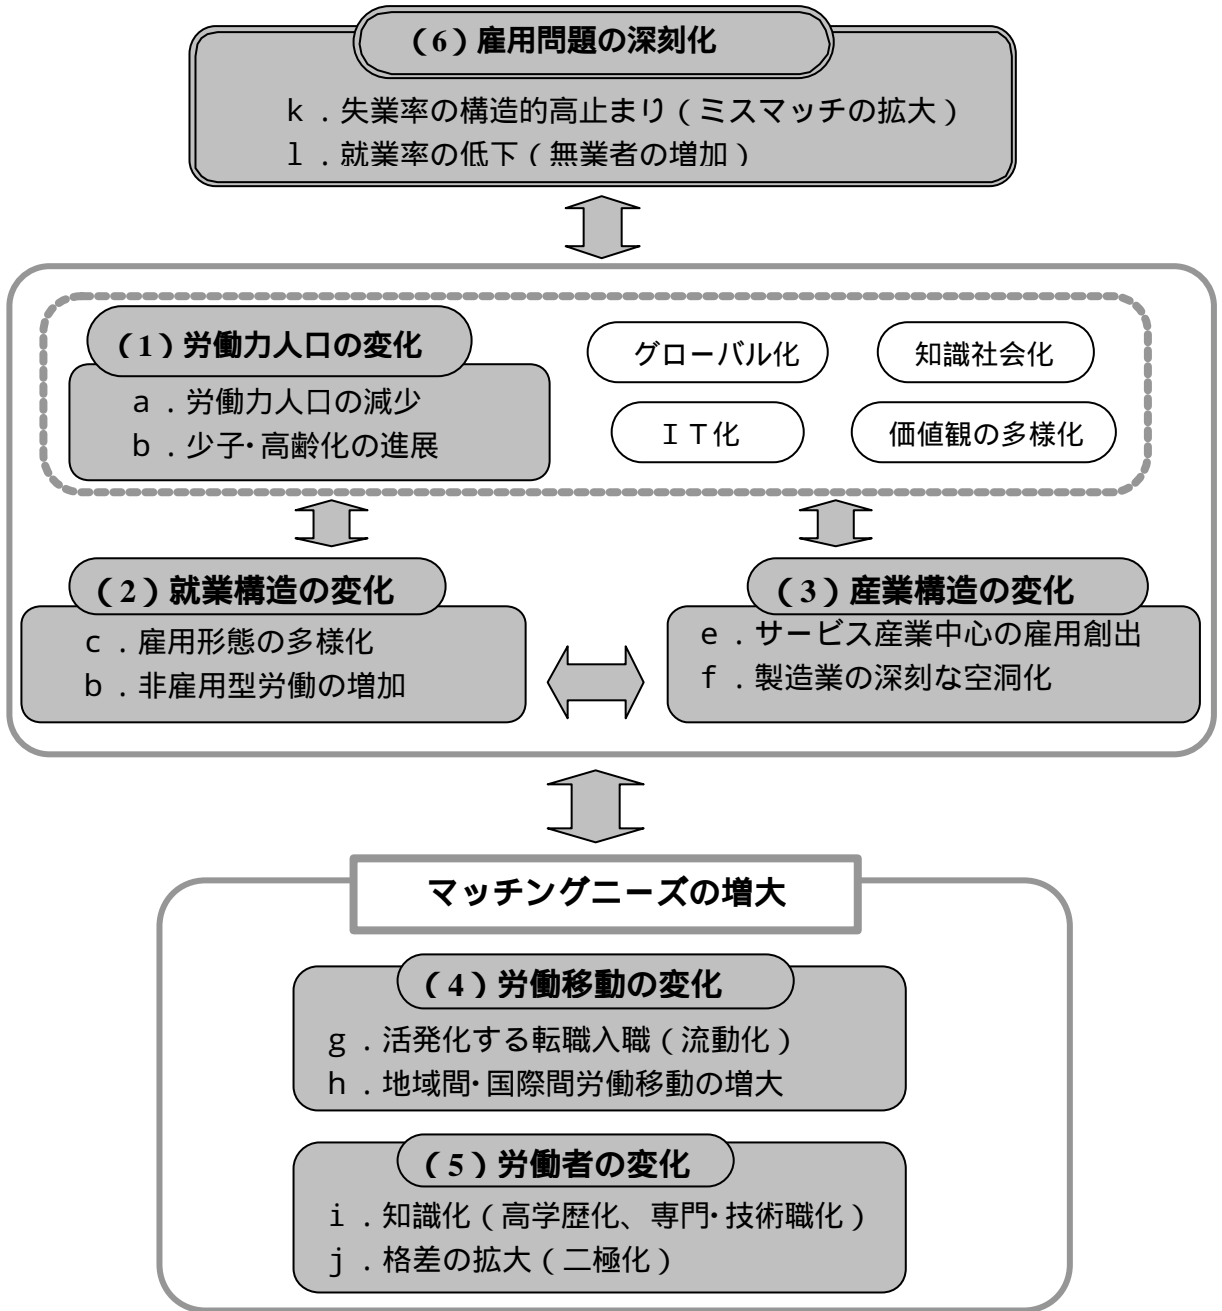 （6）雇用問題の深刻化
k．失業率の構造的高止まり（ミスマッチの拡大）
l．就業率の低下（無業者の増加）
（1）労働力人口の変化
a．労働力人口の減少
b．少子・高齢化の進展
グローバル化
知識社会化
ＩＴ化
価値観の多様化
（2）就業構造の変化
c．雇用形態の多様化
b．非雇用型労働の増加
（3）産業構造の変化
e．サービス産業中心の雇用創出
f．製造業の深刻な空洞化
マッチングニーズの増大
（4）労働移動の変化
g．活発化する転職入職（流動化）
h．地域間・国際間労働移動の増大
（5）労働者の変化
i．知識化（高学歴化、専門・技術職化）
j．格差の拡大（二極化）